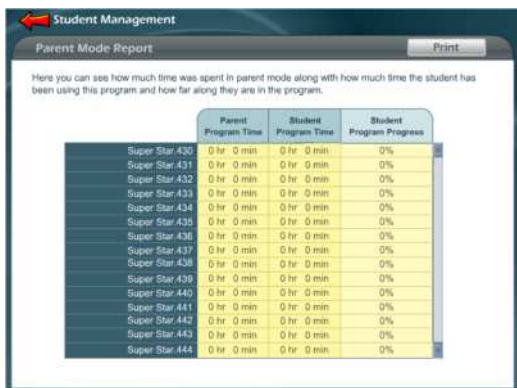 Student Management
Parent Mode Report
Print
Here you can see how much time was spent in parent mode along with how much time the student has
been using this program and how far along they are in the program.
Parent Program Time Student Program Time Student Program Progress
Super Star.430 0 hr 0 min 0 hr 0 min 0%
Super Star.431 0 hr 0 min 0 hr 0 min 0%
Super Star.432 0 hr 0 min 0 hr 0 min 0%
Super Star.433 0 hr 0 min 0 hr 0 min 0%
Super Star.434 0 hr 0 min 0 hr 0 min 0%
Super Star.435 0 hr 0 min 0 hr 0 min 0%
Super Star.436 0 hr 0 min 0 hr 0 min 0%
Super Star.437 0 hr 0 min 0 hr 0 min 0%
Super Star.438 0 hr 0 min 0 hr 0 min 0%
Super Star.439 0 hr 0 min 0 hr 0 min 0%
Super Star.440 0 hr 0 min 0 hr 0 min 0%
Super Star.441 0 hr 0 min 0 hr 0 min 0%
Super Star.442 0 hr 0 min 0 hr 0 min 0%
Super Star.443 0 hr 0 min 0 hr 0 min 0%
Super Star.444 0 hr 0 min 0 hr 0 min 0%